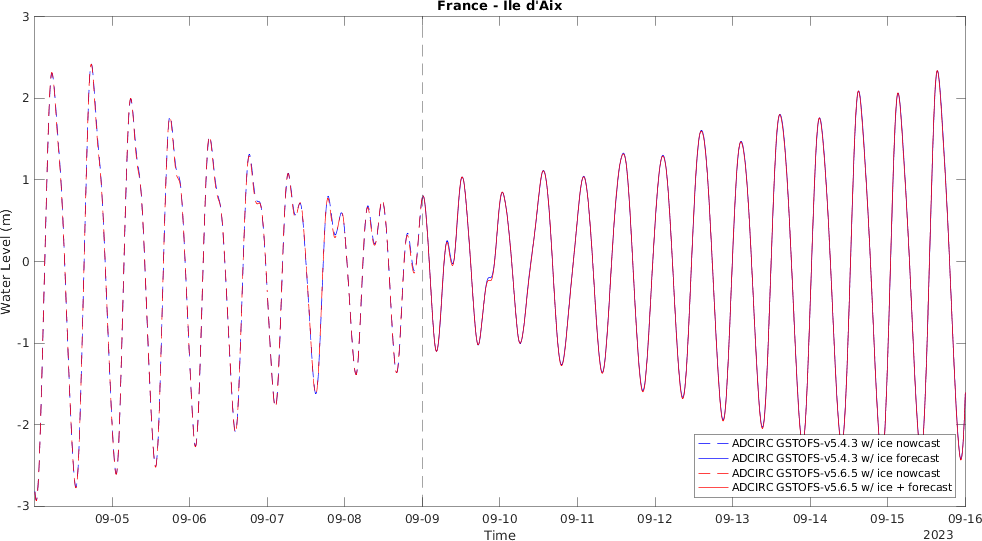 France - Ile d'Aix
3
2
1
0
-1
-2
-3
Water Level (m)
ADCIRC GSTOFS-v5.4.3 w/ ice nowcast
ADCIRC GSTOFS-v5.4.3 w/ ice forecast
ADCIRC GSTOFS-v5.6.5 w/ ice nowcast
ADCIRC GSTOFS-v5.6.5 w/ ice + forecast
09-05 09-06 09-07 09-08 09-09 09-10 09-11 09-12 09-13 09-14 09-15 09-16
Time
2023